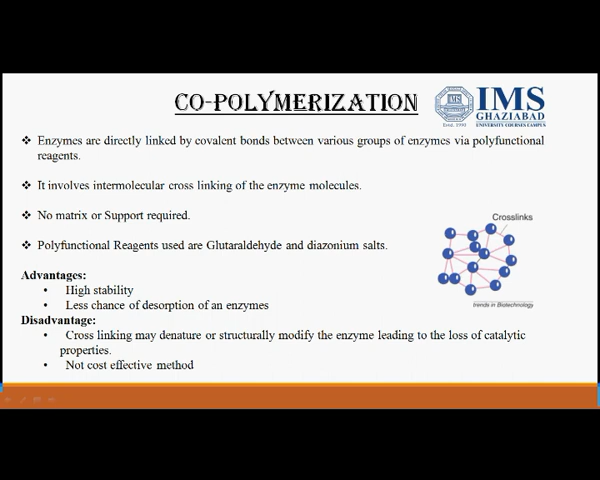 CO-POLYMERIZATION
IMS
GHAZIABAD
Estd. 1990
UNIVERSITY COURSES CAMPUS
❖ Enzymes are directly linked by covalent bonds between various groups of enzymes via polyfunctional
reagents.
❖ It involves intermolecular cross linking of the enzyme molecules.
❖ No matrix or Support required.
❖ Polyfunctional Reagents used are Glutaraldehyde and diazonium salts.
Crosslinks
Trends in Biotechnology
Advantages:
• High stability
• Less chance of desorption of an enzymes
Disadvantage:
• Cross linking may denature or structurally modify the enzyme leading to the loss of catalytic
properties.
• Not cost effective method